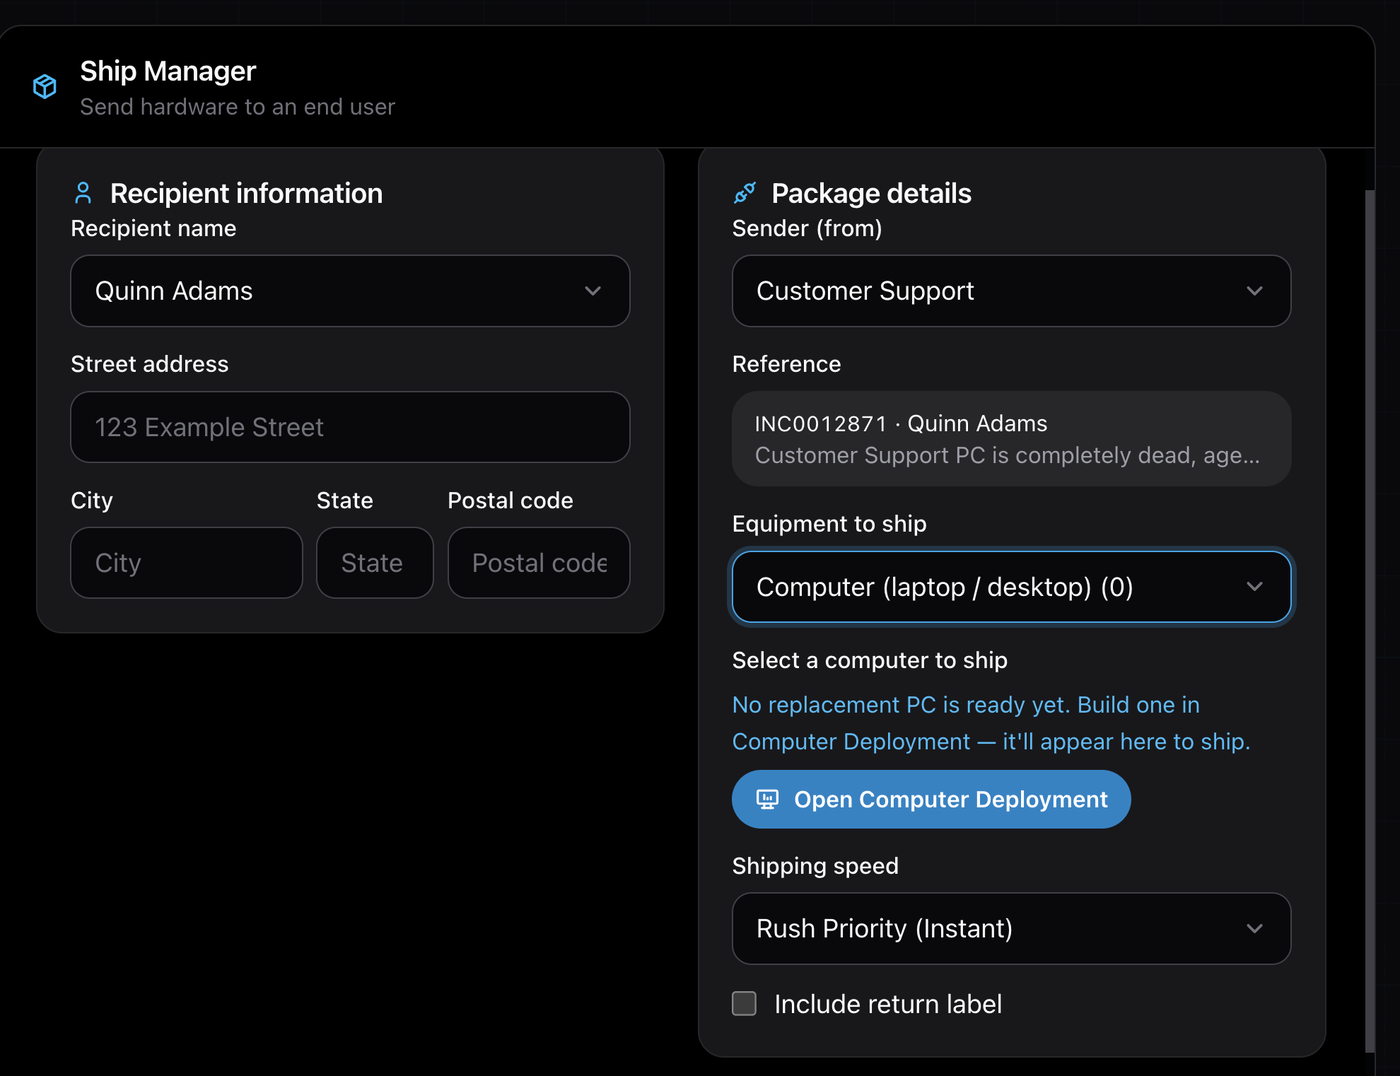 Ship Manager
Send hardware to an end user
Recipient information
Recipient name
Quinn Adams
Street address
123 Example Street
City
State
Postal code
City
State
Postal code
Package details
Sender (from)
Customer Support
Reference
INC0012871 · Quinn Adams
Customer Support PC is completely dead, age...
Equipment to ship
Computer (laptop / desktop) (0)
Select a computer to ship
No replacement PC is ready yet. Build one in
Computer Deployment — it'll appear here to ship.
Open Computer Deployment
Shipping speed
Rush Priority (Instant)
Include return label